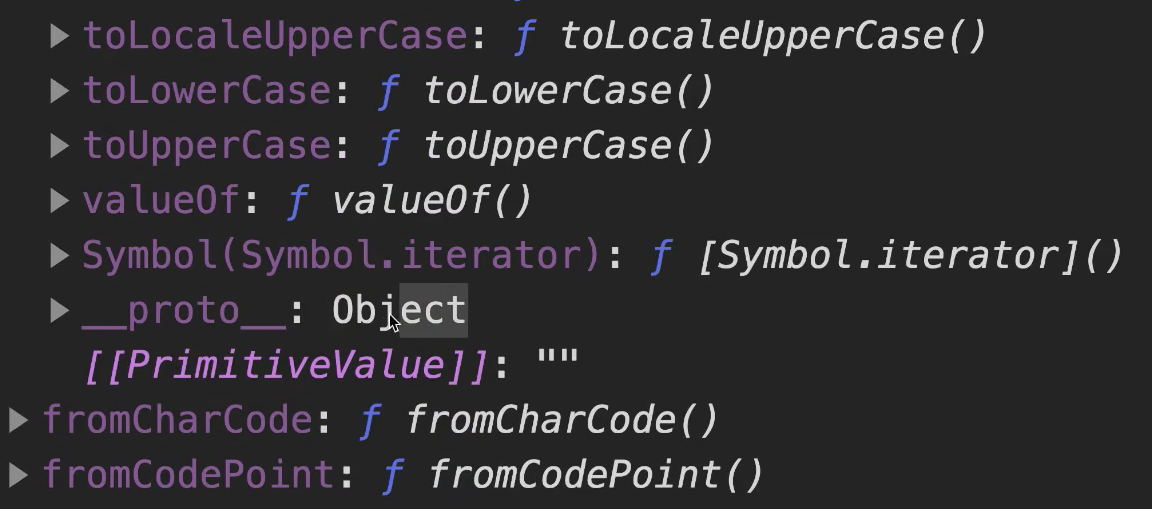 toLocaleUpperCase: ƒ toLocaleUpperCase()
toLowerCase: ƒ toLowerCase()
toUpperCase: ƒ toUpperCase()
valueOf: ƒ valueOf()
Symbol(Symbol.iterator): ƒ [Symbol.iterator]()
__proto__: Object
[[PrimitiveValue]]: ""
fromCharCode: ƒ fromCharCode()
fromCodePoint: ƒ fromCodePoint()